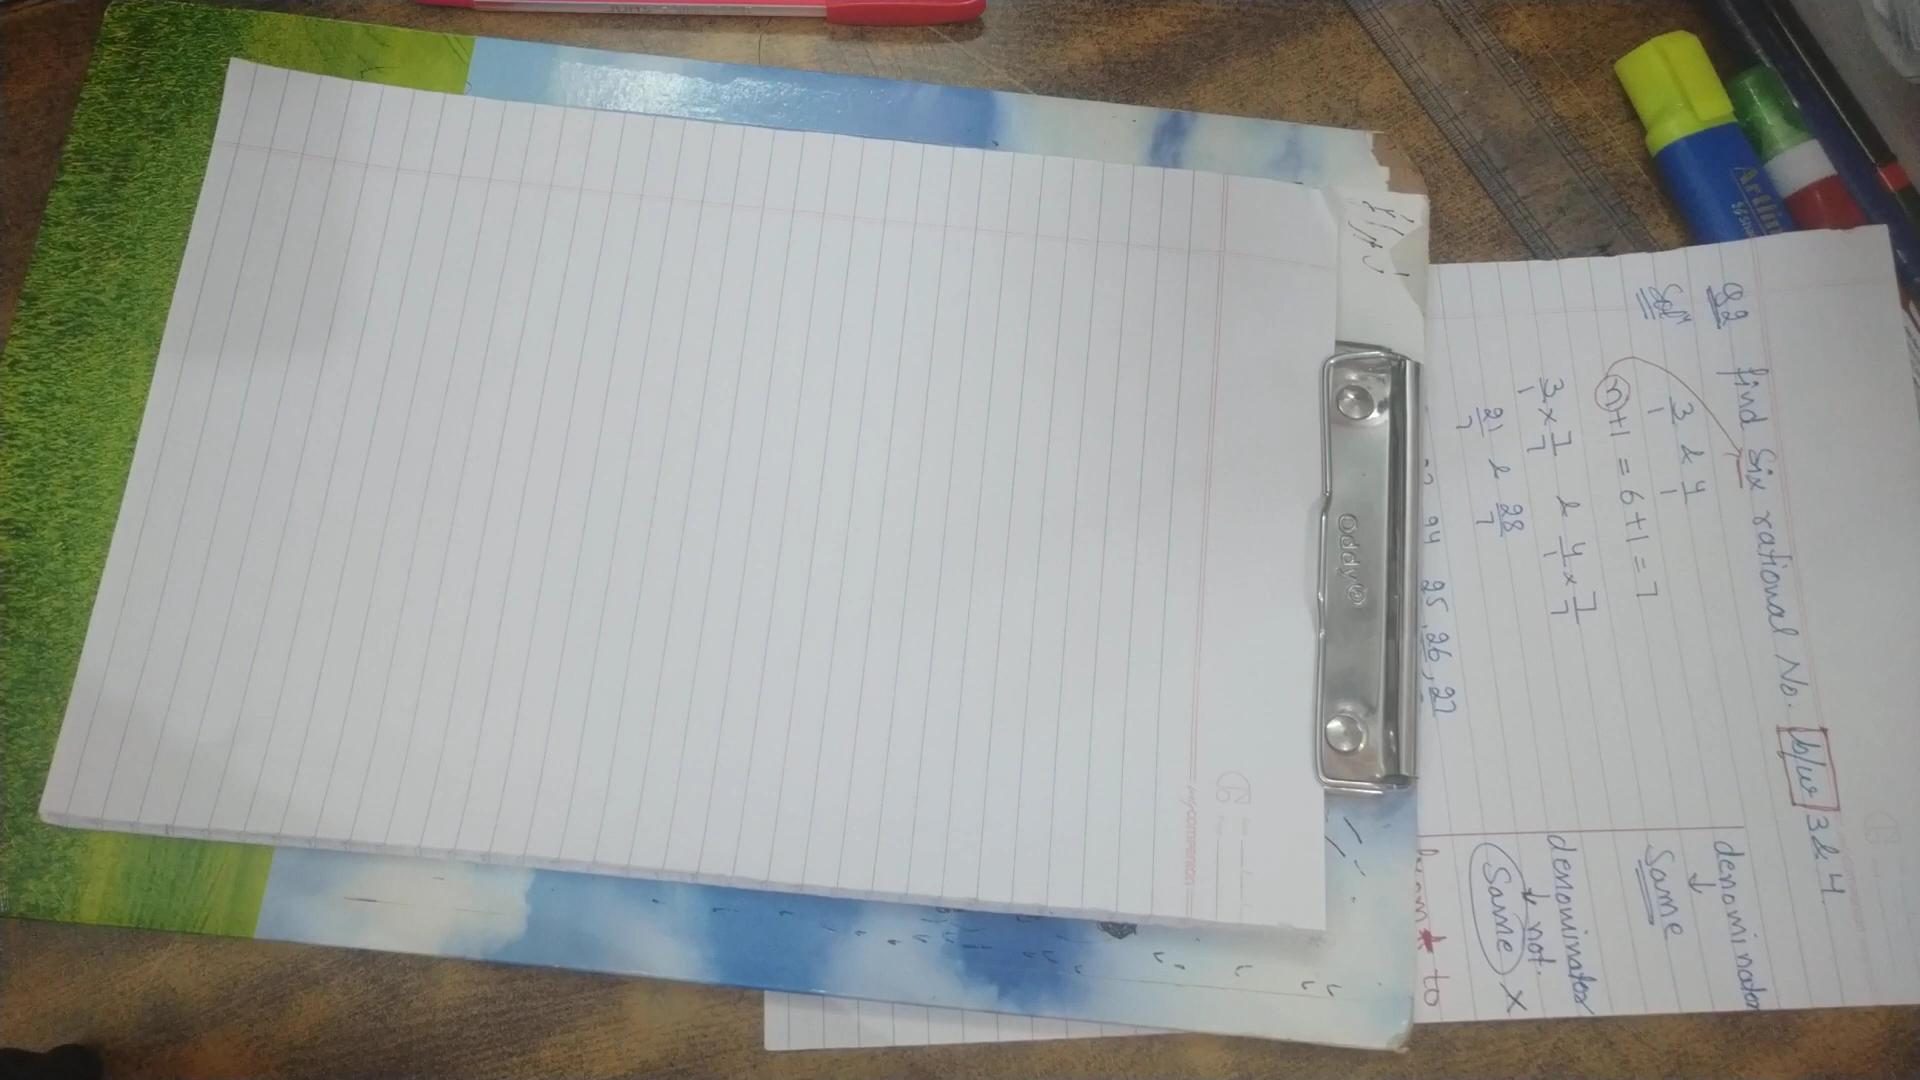 Q2 find Six rational No. b/w 3 & 4.
Solⁿ 3/1 & 4/1
n+1 = 6+1 = 7
3/1 × 7/7 & 4/1 × 7/7
21/7 & 28/7
24 25, 26, 27
denominator
↓
Same
denominator
↓ not.
Same ×
to
Oddy®
mycompanion
Artline